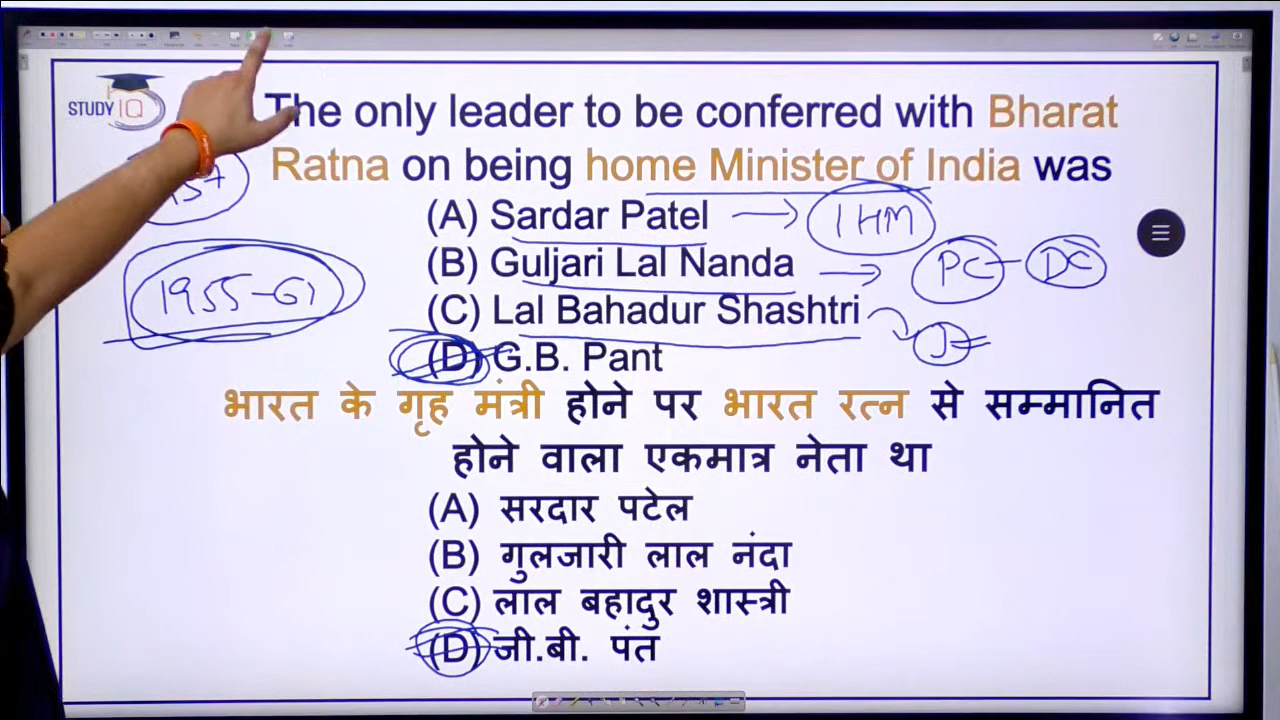 STUDY IQ
The only leader to be conferred with Bharat
Ratna on being home Minister of India was
(A) Sardar Patel → 1 HM
(B) Guljari Lal Nanda → PC - DC
(C) Lal Bahadur Shashtri
1955-61
(D) G.B. Pant
भारत के गृह मंत्री होने पर भारत रत्न से सम्मानित
होने वाला एकमात्र नेता था
(A) सरदार पटेल
(B) गुलजारी लाल नंदा
(C) लाल बहादुर शास्त्री
(D) जी.बी. पंत